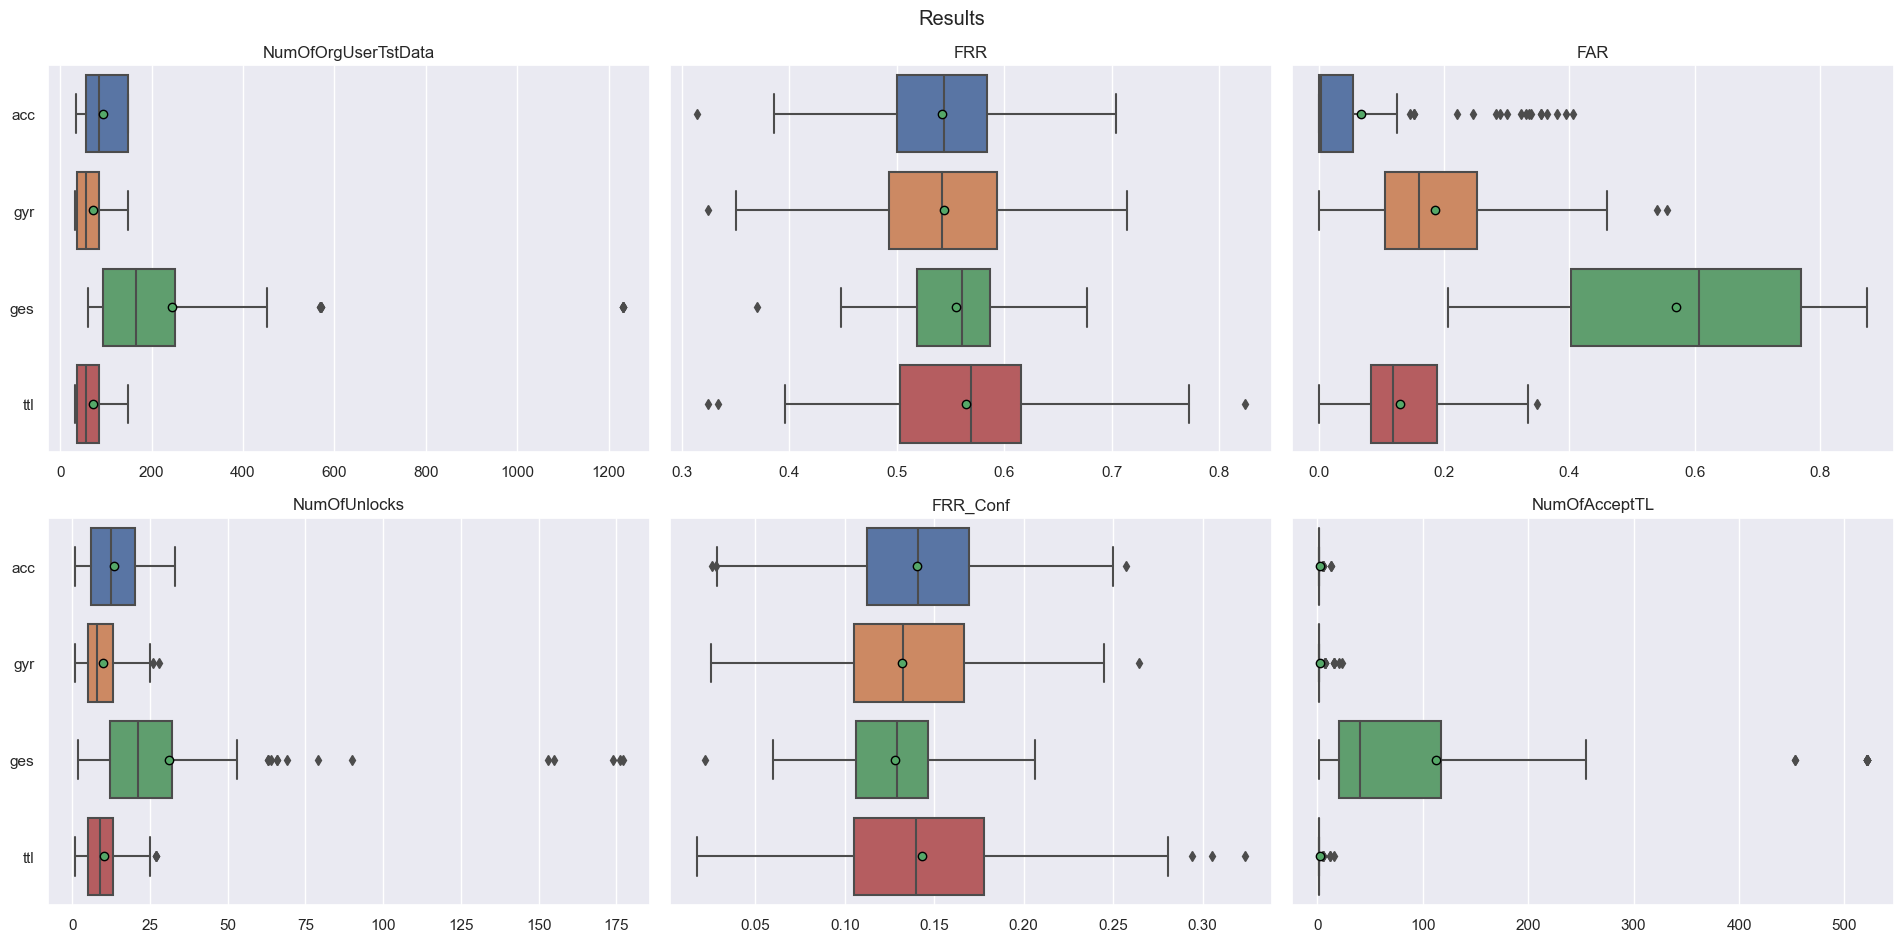 Results
NumOfOrgUserTstData FRR FAR
acc
gyr
ges
ttl
0 200 400 600 800 1000 1200 0.3 0.4 0.5 0.6 0.7 0.8 0.0 0.2 0.4 0.6 0.8
NumOfUnlocks FRR_Conf NumOfAcceptTL
acc
gyr
ges
ttl
0 25 50 75 100 125 150 175 0.05 0.10 0.15 0.20 0.25 0.30 0 100 200 300 400 500